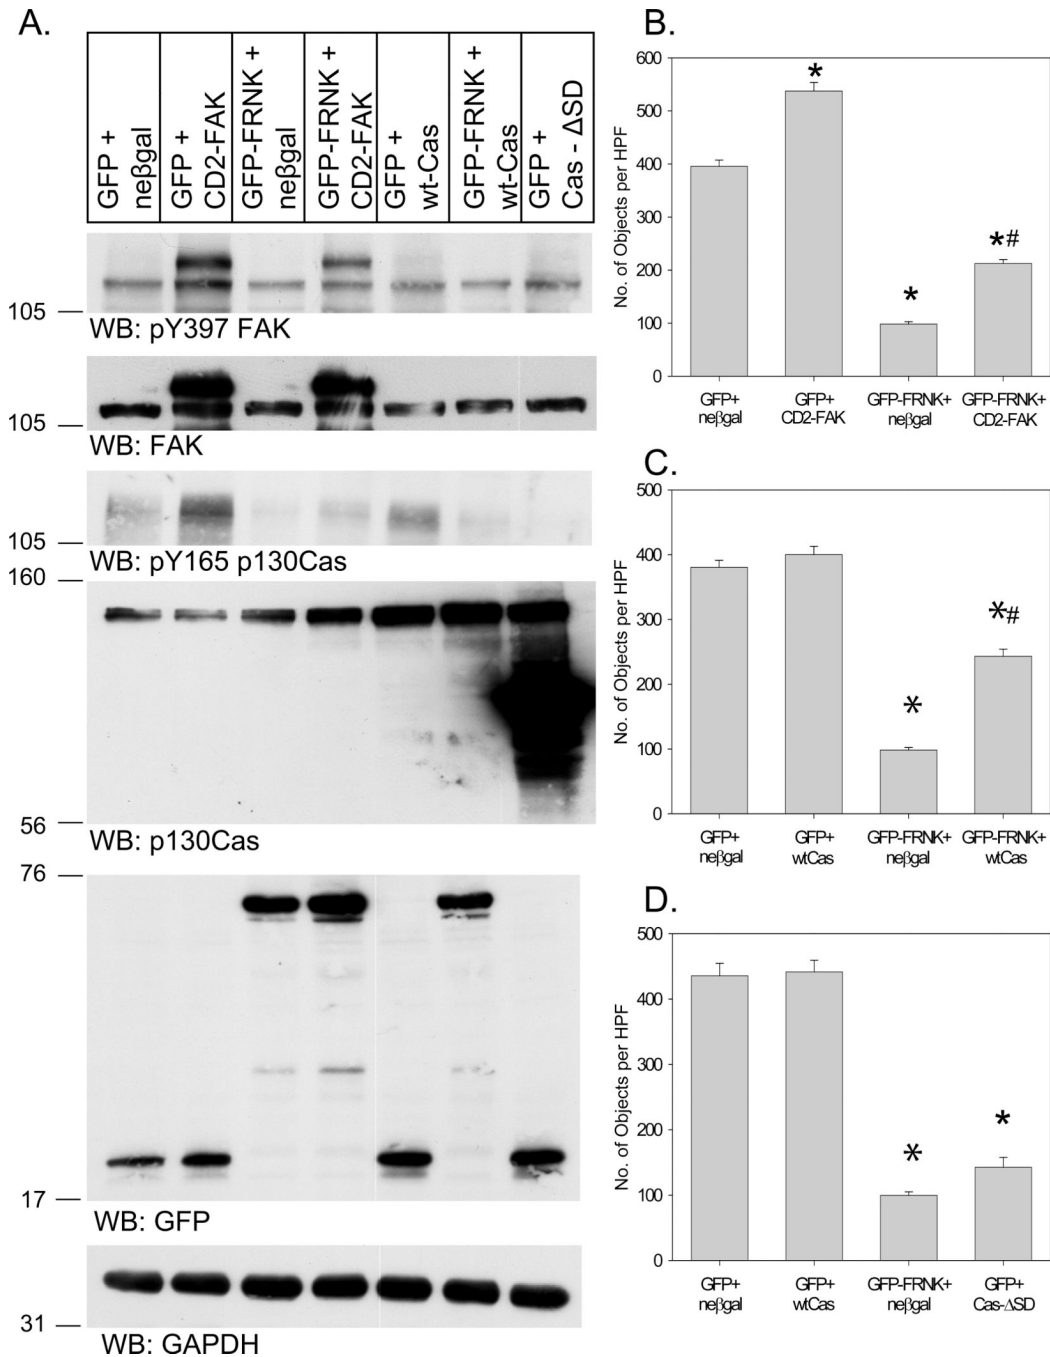 A.
GFP +
neβgal
GFP +
CD2-FAK
GFP-FRNK +
neβgal
GFP-FRNK +
CD2-FAK
GFP +
wt-Cas
GFP-FRNK +
wt-Cas
GFP +
Cas - ΔSD
105
WB: pY397 FAK
105
WB: FAK
105
WB: pY165 p130Cas
160
56
WB: p130Cas
76
17
WB: GFP
31
WB: GAPDH
B.
No. of Objects per HPF
600
500
400
300
200
100
0
*
*
*#
GFP+
neβgal
GFP+
CD2-FAK
GFP-FRNK+
neβgal
GFP-FRNK+
CD2-FAK
C.
No. of Objects per HPF
500
400
300
200
100
0
*
*#
GFP+
neβgal
GFP+
wtCas
GFP-FRNK+
neβgal
GFP-FRNK+
wtCas
D.
No. of Objects per HPF
500
400
300
200
100
0
*
*
GFP+
neβgal
GFP+
wtCas
GFP-FRNK+
neβgal
GFP+
Cas-ΔSD